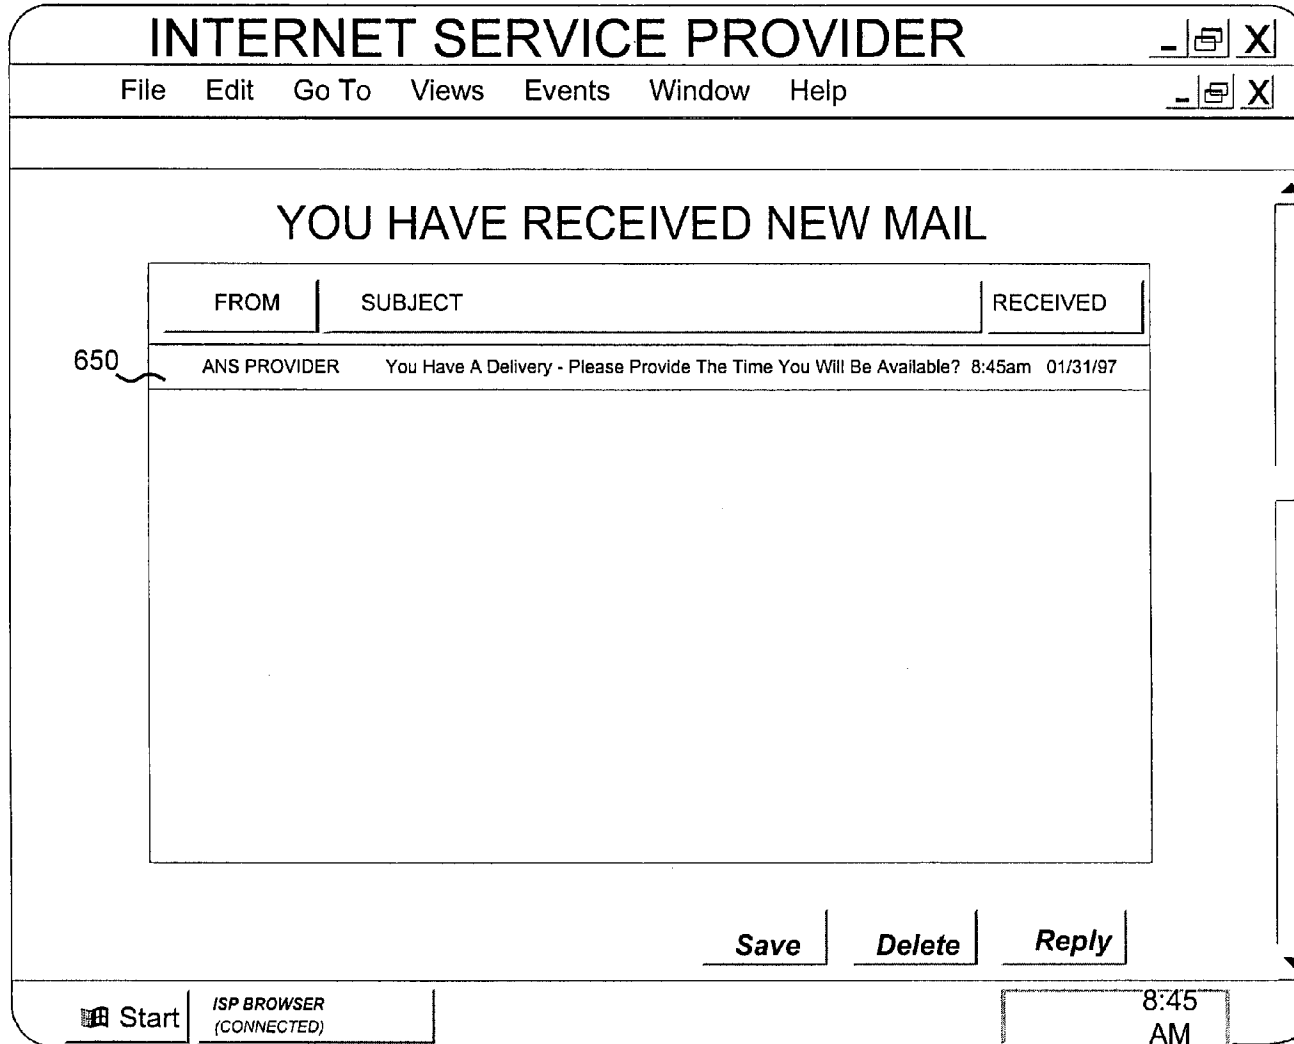 INTERNET SERVICE PROVIDER
File Edit Go To Views Events Window Help
YOU HAVE RECEIVED NEW MAIL
FROM SUBJECT RECEIVED
650
ANS PROVIDER You Have A Delivery - Please Provide The Time You Will Be Available? 8:45am 01/31/97
Save Delete Reply
Start
ISP BROWSER
(CONNECTED)
8:45
AM